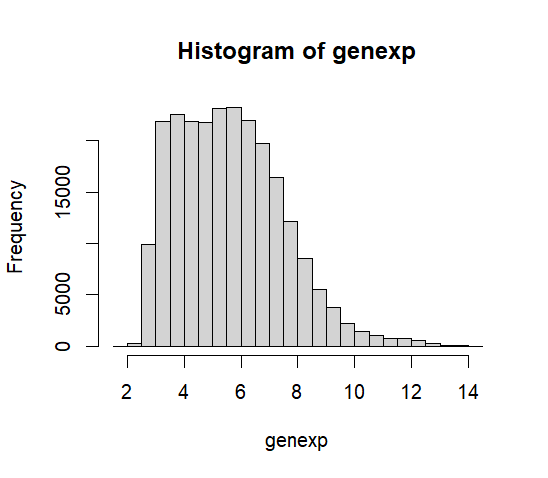 Histogram of genexp
Frequency
15000
5000
0
2 4 6 8 10 12 14
genexp